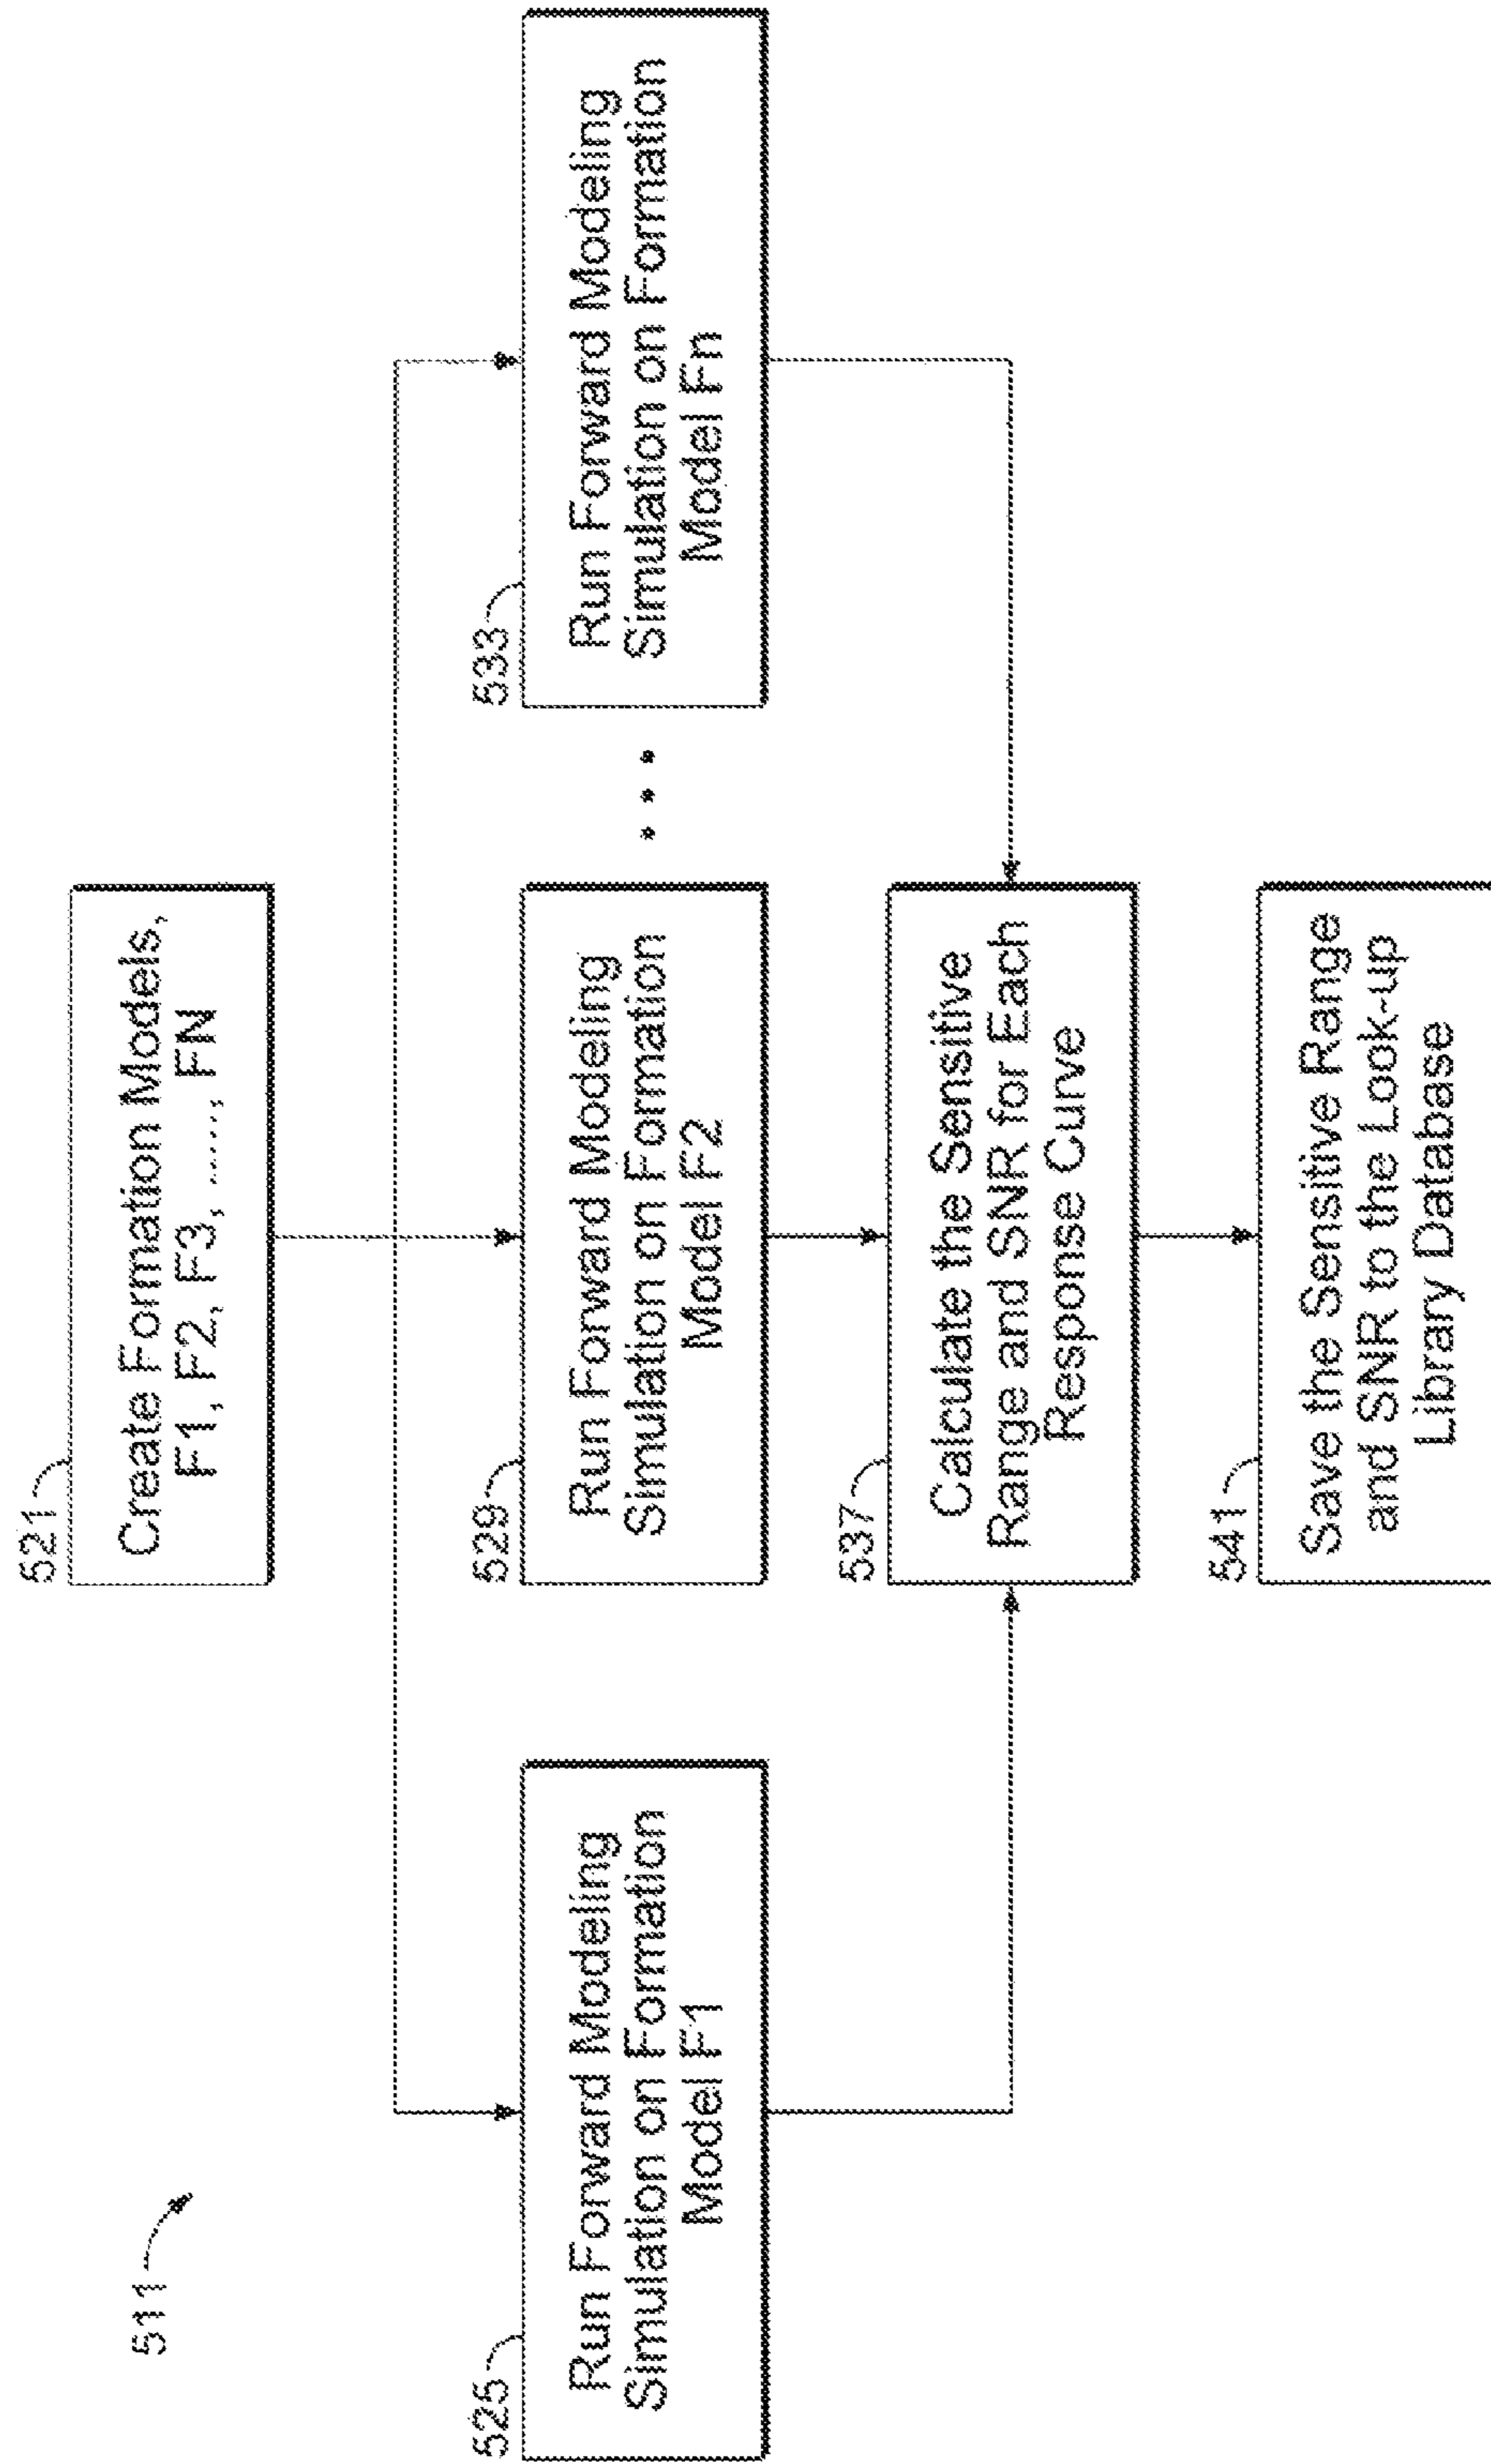 511
521
Create Formation Models,
F1, F2, F3, ....., FN
525
Run Forward Modeling
Simulation on Formation
Model F1
529
Run Forward Modeling
Simulation on Formation
Model F2
533
Run Forward Modeling
Simulation on Formation
Model Fn
537
Calculate the Sensitive
Range and SNR for Each
Response Curve
541
Save the Sensitive Range
and SNR to the Look-up
Library Database